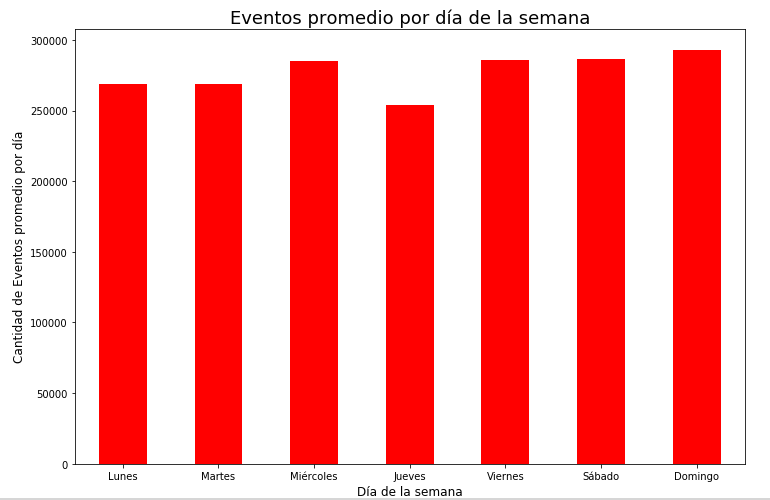 Eventos promedio por día de la semana
Cantidad de Eventos promedio por día
300000
250000
200000
150000
100000
50000
0
Lunes Martes Miércoles Jueves Viernes Sábado Domingo
Día de la semana